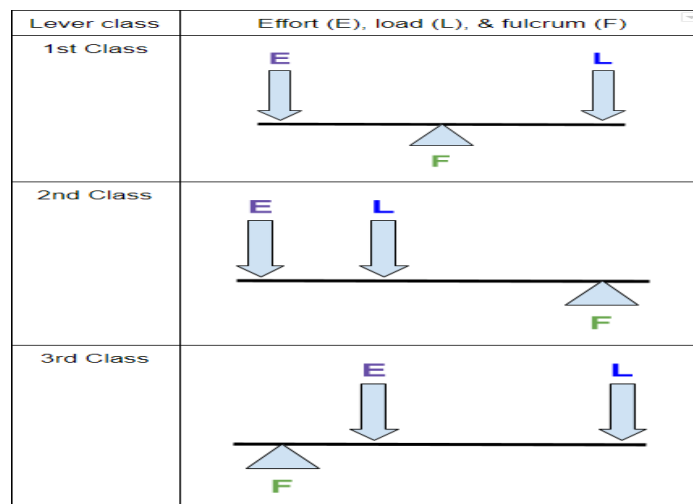 Lever class Effort (E), load (L), & fulcrum (F)
1st Class
E L
F
2nd Class
E L
F
3rd Class
E L
F